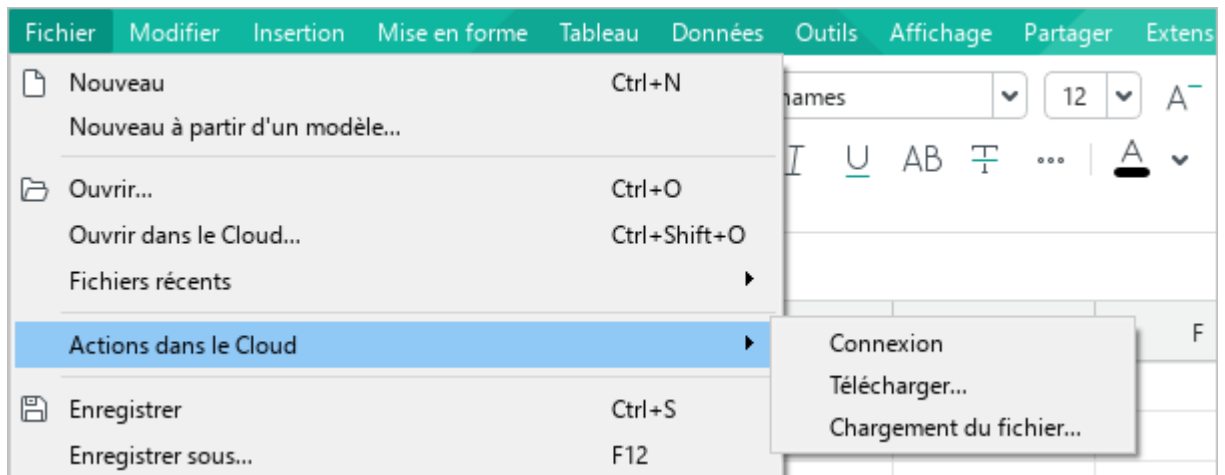 Fichier Modifier Insertion Mise en forme Tableau Données Outils Affichage Partager Extens
Nouveau Ctrl+N
Nouveau à partir d'un modèle...
Ouvrir... Ctrl+O
Ouvrir dans le Cloud... Ctrl+Shift+O
Fichiers récents
Actions dans le Cloud
Enregistrer Ctrl+S
Enregistrer sous... F12
Connexion
Télécharger...
Chargement du fichier...
names 12 A
I U AB T A
F